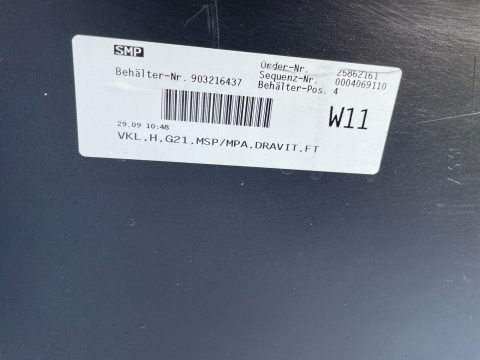 SMP
Order-Nr. 26862161
Behälter-Nr. 903216437 Sequenz-Nr. 0004069110
Behälter-Pos. 4
W11
29.09 10:48
VKL.H.G21.MSP/MPA.DRAVIT.FT